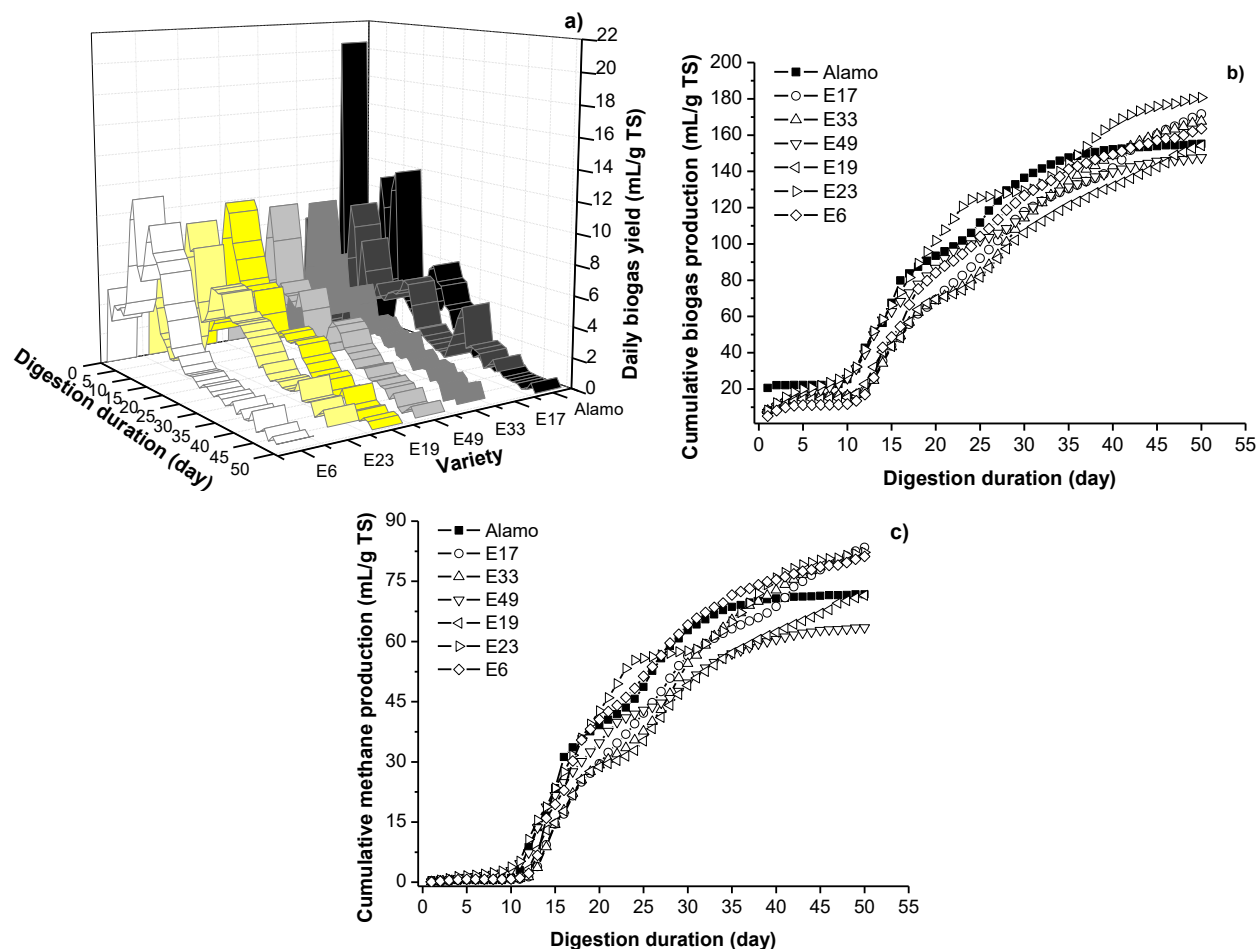 a)
22
20
18
16
14
12
10
8
6
4
2
0
Daily biogas yield (mL/g TS)
0
5
10
15
20
25
30
35
40
45
50
Digestion duration (day)
E6
E23
E19
E49
E33
E17
Alamo
Variety
b)
Alamo
E17
E33
E49
E19
E23
E6
200
180
160
140
120
100
80
60
40
20
Cumulative biogas production (mL/g TS)
0 5 10 15 20 25 30 35 40 45 50 55
Digestion duration (day)
c)
Alamo
E17
E33
E49
E19
E23
E6
90
75
60
45
30
15
0
Cumulative methane production (mL/g TS)
0 5 10 15 20 25 30 35 40 45 50 55
Digestion duration (day)